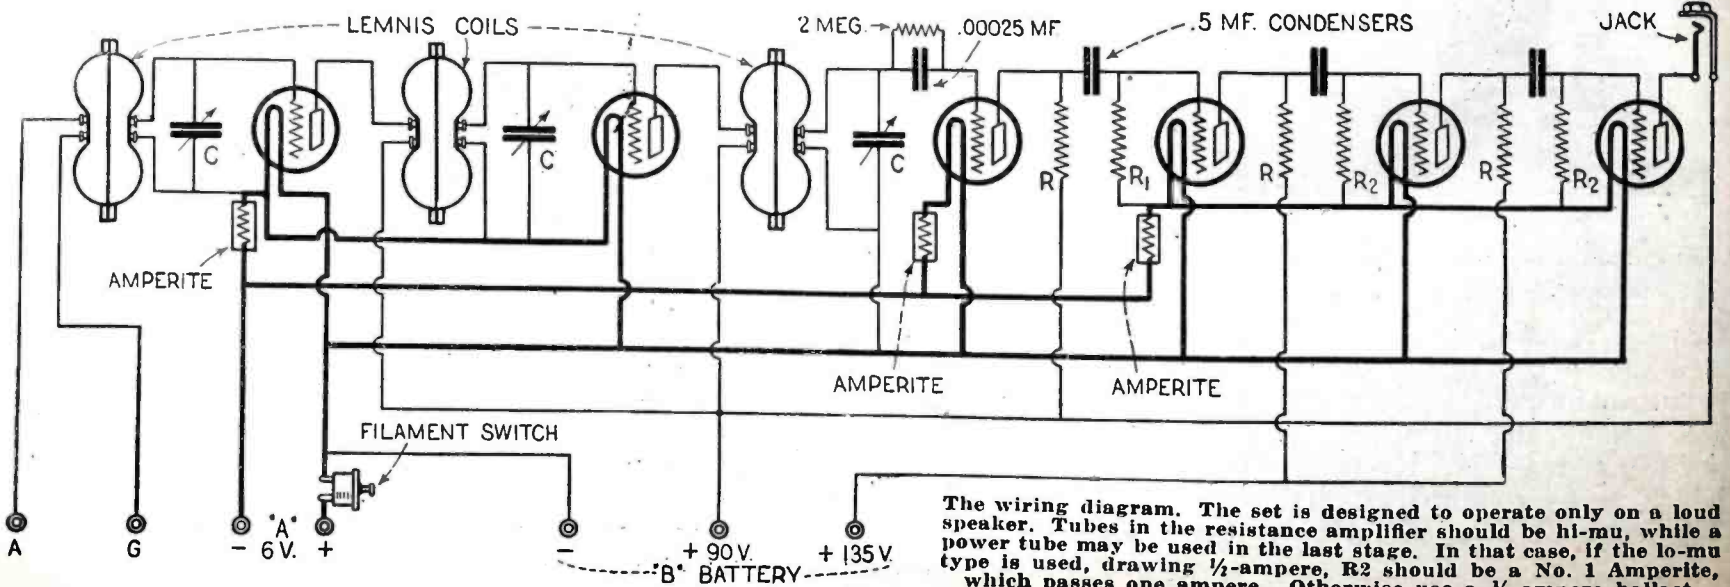 LEMNIS COILS
2 MEG.
.00025 MF
.5 MF. CONDENSERS
JACK
C
C
C
R
R1
R
R2
R
R2
AMPERITE
AMPERITE
AMPERITE
FILAMENT SWITCH
A
G
-
"A"
6 V.
+
-
+ 90 V.
+ 135 V.
"B" BATTERY
The wiring diagram. The set is designed to operate only on a loud
speaker. Tubes in the resistance amplifier should be hi-mu, while a
power tube may be used in the last stage. In that case, if the lo-mu
type is used, drawing ½-ampere, R2 should be a No. 1 Amperite,
which passes one ampere. Otherwise use a